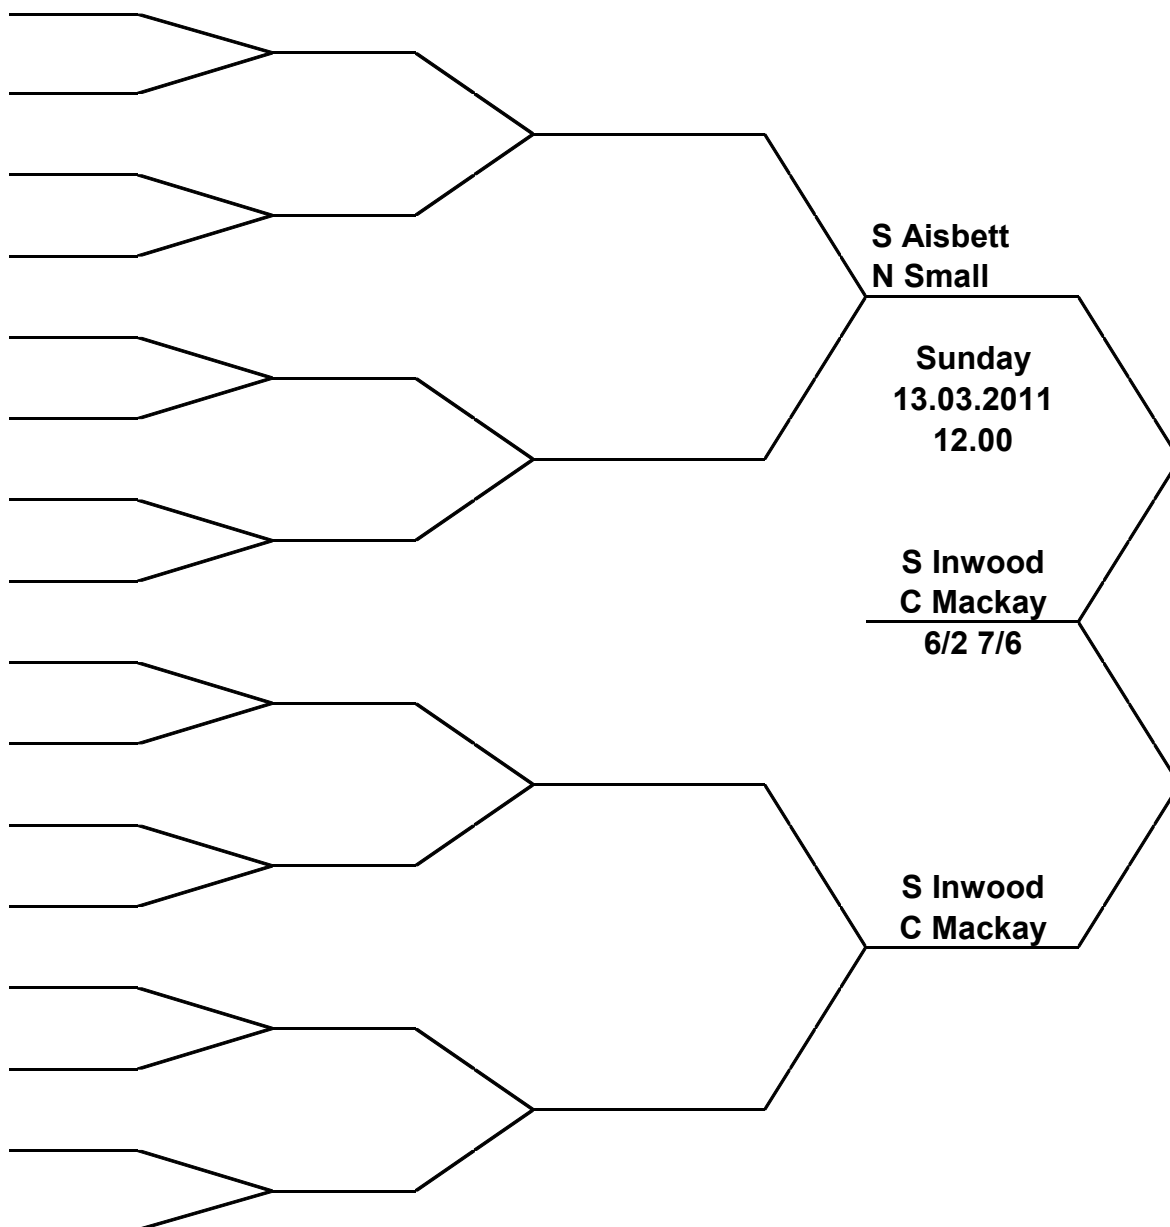 S Aisbett
N Small
Sunday
13.03.2011
12.00
S Inwood
C Mackay
6/2 7/6
S Inwood
C Mackay